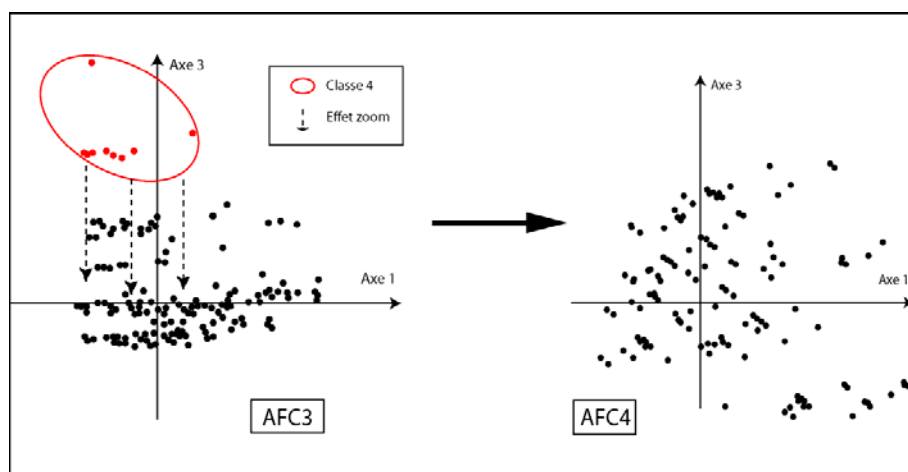 Axe 3
Classe 4
Effet zoom
Axe 1
AFC3
Axe 3
Axe 1
AFC4